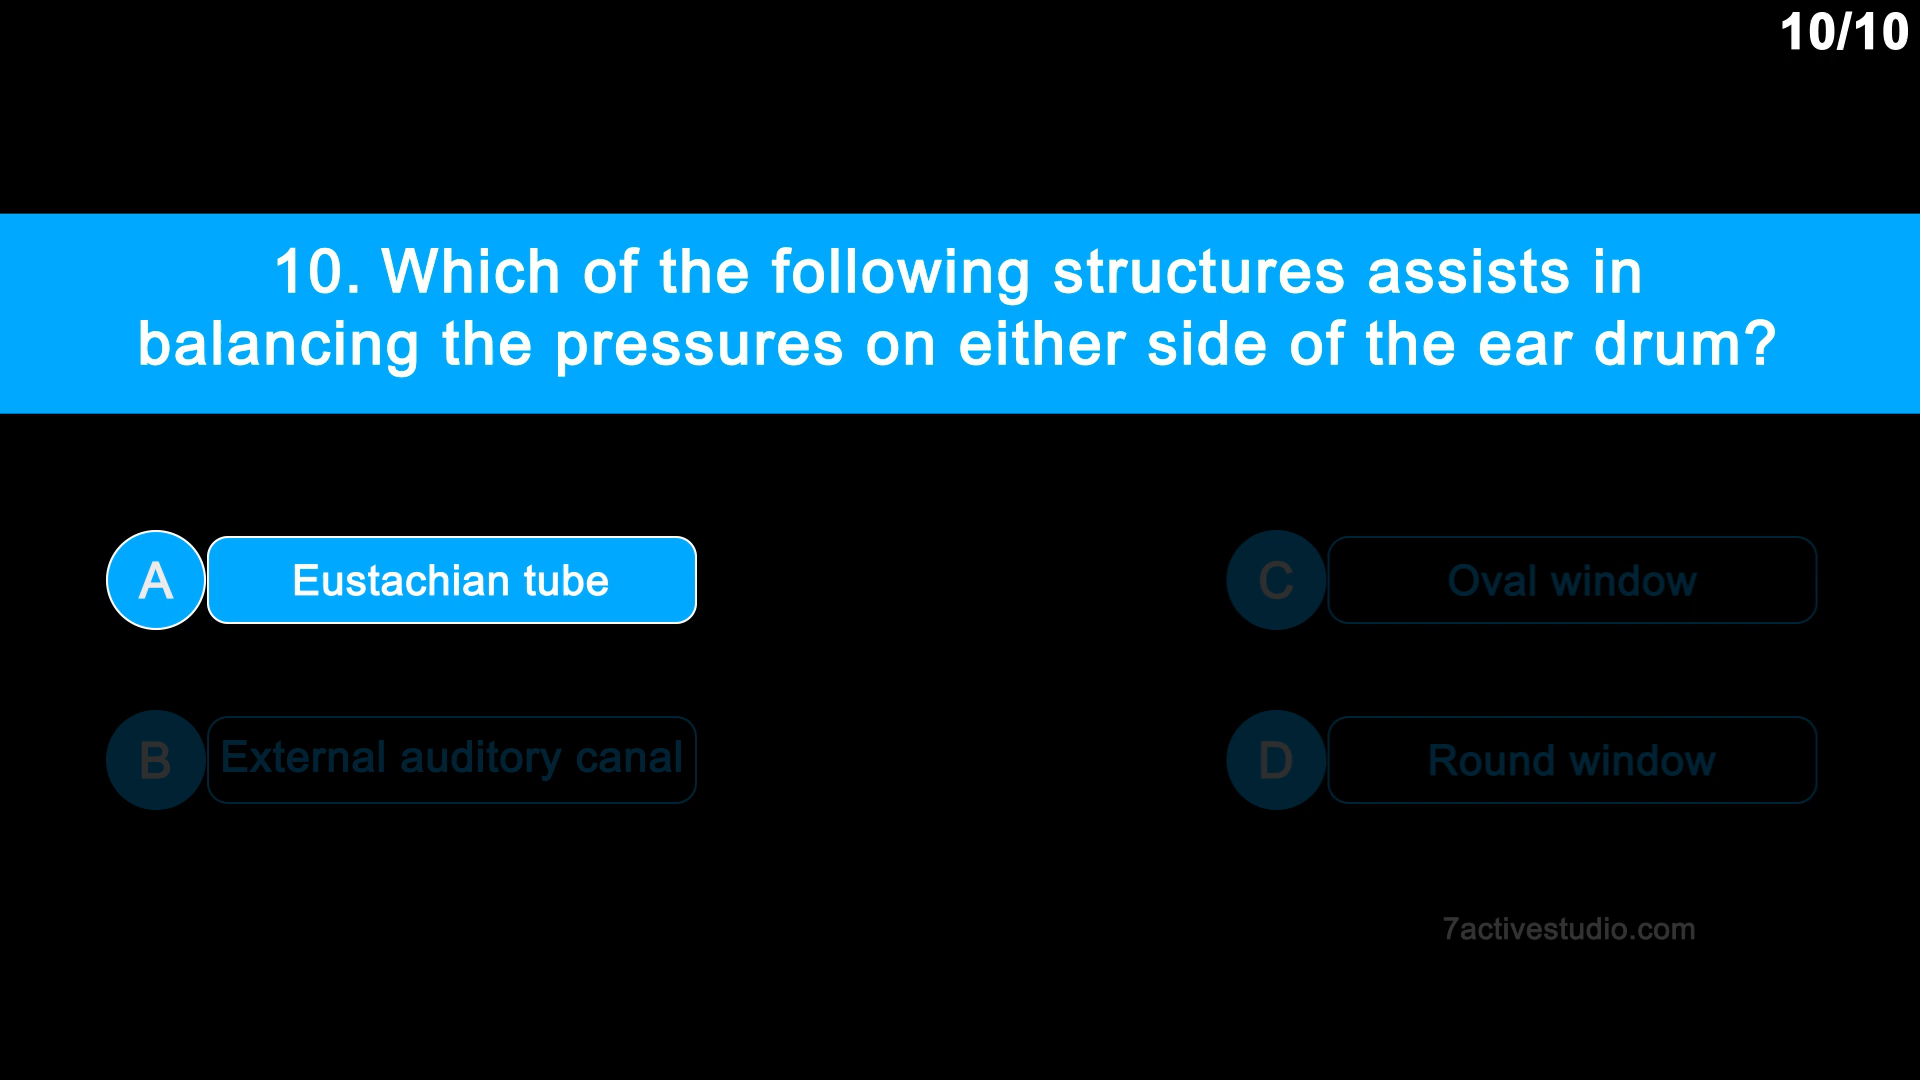 10/10
10. Which of the following structures assists in
balancing the pressures on either side of the ear drum?
A Eustachian tube
B External auditory canal
C Oval window
D Round window
7activestudio.com